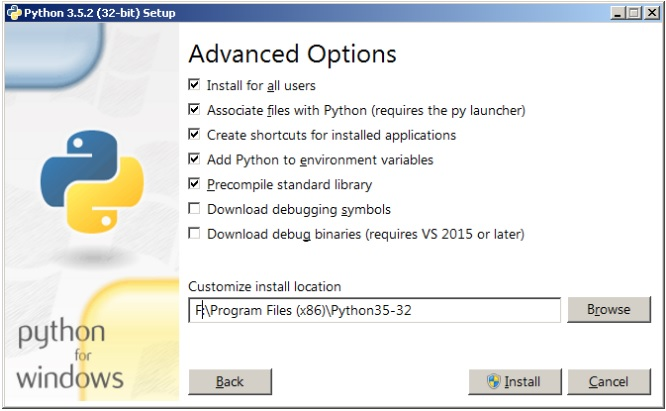 Python 3.5.2 (32-bit) Setup
Advanced Options
Install for all users
Associate files with Python (requires the py launcher)
Create shortcuts for installed applications
Add Python to environment variables
Precompile standard library
Download debugging symbols
Download debug binaries (requires VS 2015 or later)
Customize install location
F:\Program Files (x86)\Python35-32
Browse
python
for
windows
Back
Install
Cancel